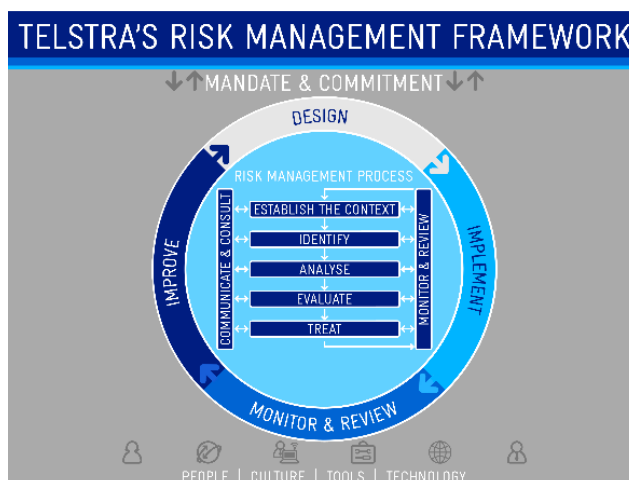 TELSTRA'S RISK MANAGEMENT FRAMEWORK
MANDATE & COMMITMENT
DESIGN
RISK MANAGEMENT PROCESS
COMMUNICATE & CONSULT
ESTABLISH THE CONTEXT
IDENTIFY
ANALYSE
EVALUATE
TREAT
MONITOR & REVIEW
IMPROVE
IMPLEMENT
MONITOR & REVIEW
PEOPLE | CULTURE | TOOLS | TECHNOLOGY